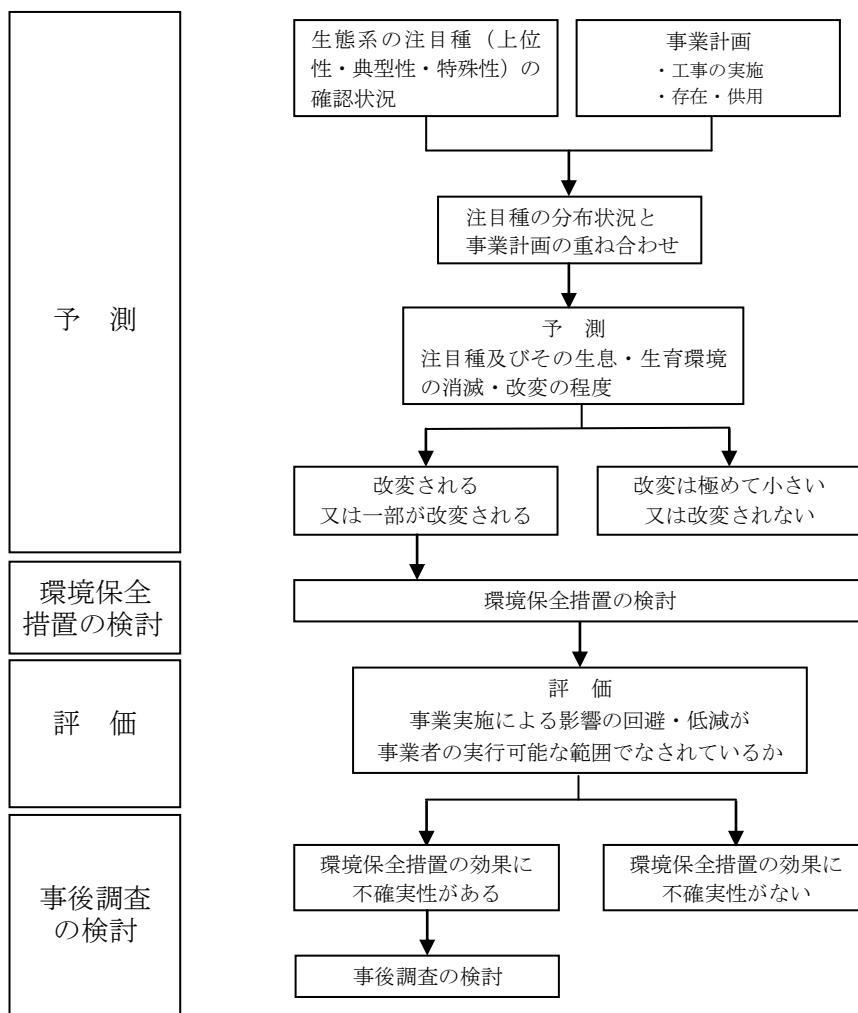 生態系の注目種（上位
性・典型性・特殊性）の
確認状況
事業計画
・工事の実施
・存在・供用
注目種の分布状況と
事業計画の重ね合わせ
予　測
予　測
注目種及びその生息・生育環境
の消滅・改変の程度
改変される
又は一部が改変される
改変は極めて小さい
又は改変されない
環境保全
措置の検討
環境保全措置の検討
評　価
評　価
事業実施による影響の回避・低減が
事業者の実行可能な範囲でなされているか
事後調査
の検討
環境保全措置の効果に
不確実性がある
環境保全措置の効果に
不確実性がない
事後調査の検討